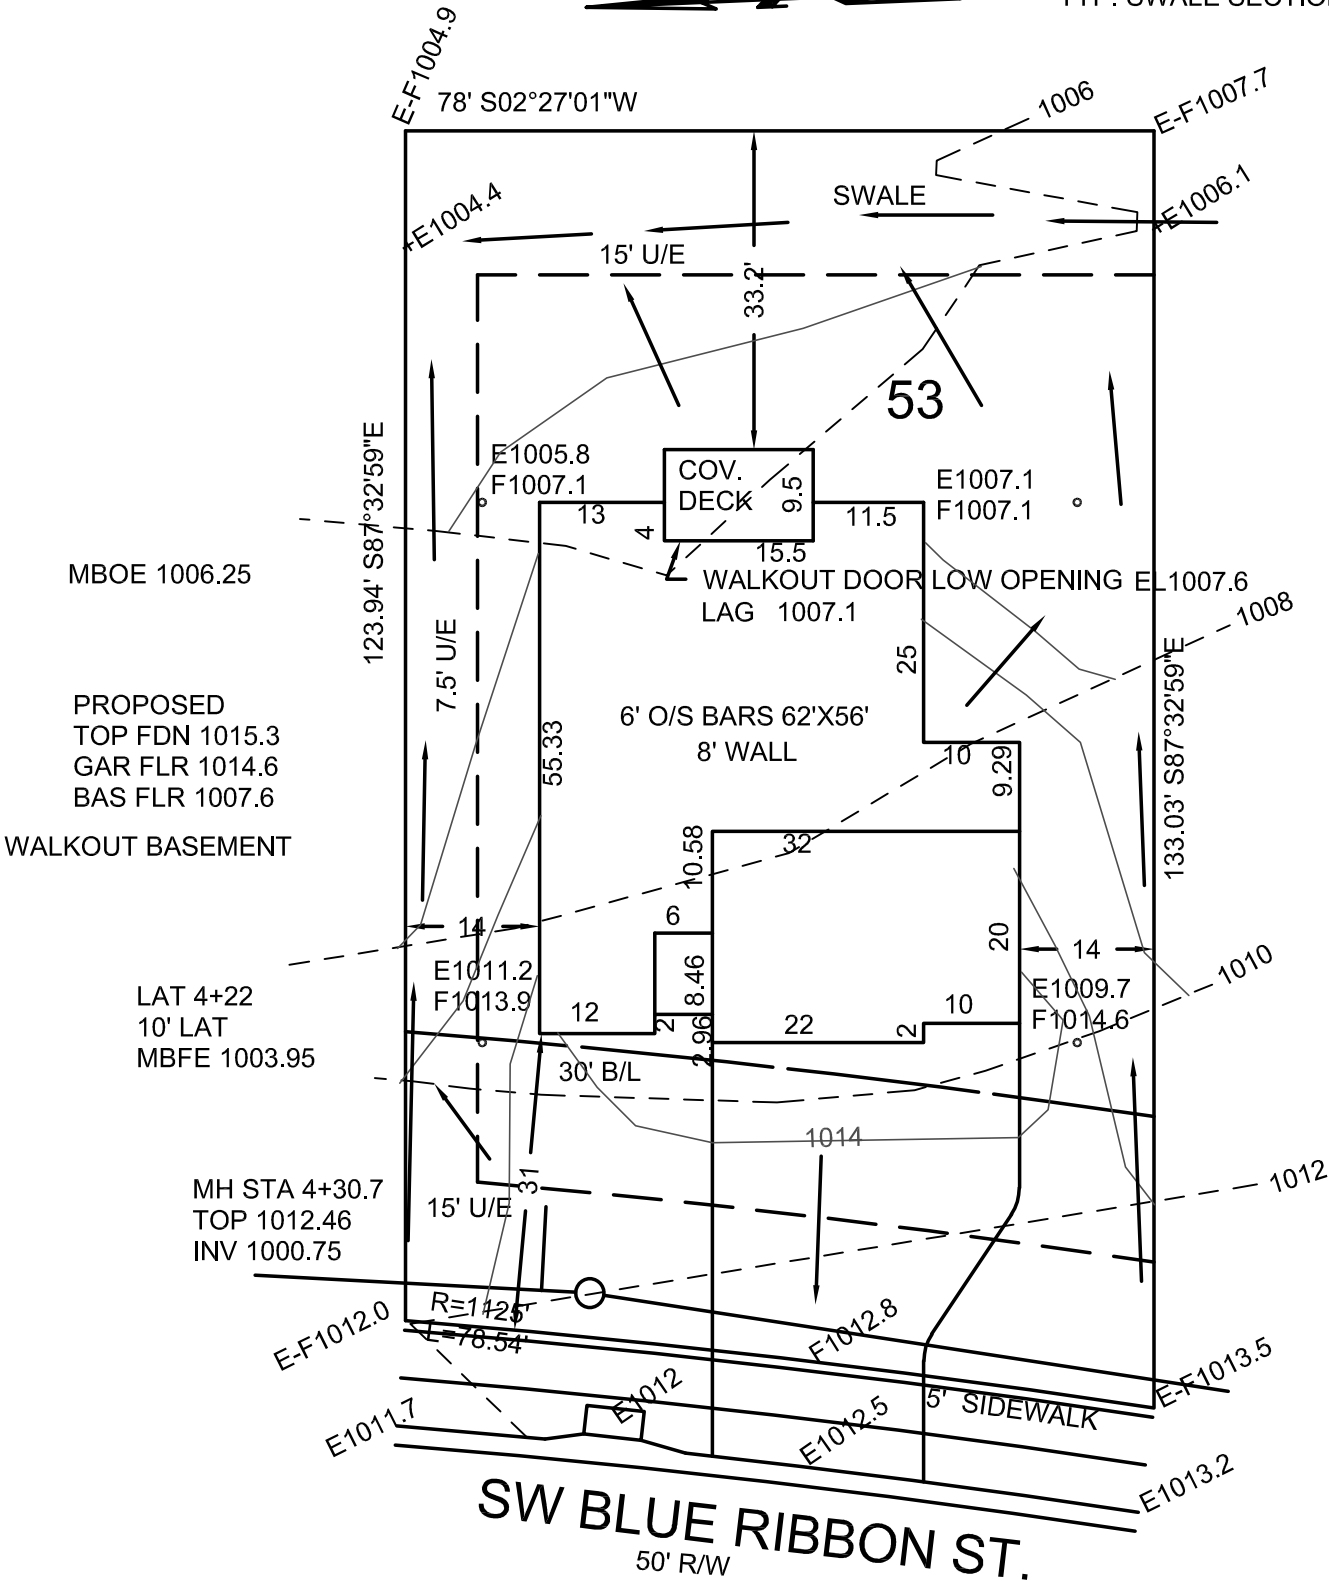 E-F1004.9
78' S02°27'01"W
1006
E-F1007.7
+E1004.4
SWALE
+E1006.1
15' U/E
33.2'
53
123.94' S87°32'59"E
E1005.8
F1007.1
COV.
DECK
9.5
E1007.1
F1007.1
13
4
15.5
11.5
MBOE 1006.25
WALKOUT DOOR LOW OPENING EL1007.6
LAG 1007.1
1008
7.5' U/E
25
133.03' S87°32'59"E
PROPOSED
TOP FDN 1015.3
GAR FLR 1014.6
BAS FLR 1007.6
WALKOUT BASEMENT
6' O/S BARS 62'X56'
8' WALL
55.33
10
9.29
10.58
32
14
6
20
14
1010
E1011.2
F1013.9
8.46
E1009.7
F1014.6
LAT 4+22
10' LAT
MBFE 1003.95
12
2
2.96
22
2
10
30' B/L
1014
MH STA 4+30.7
TOP 1012.46
INV 1000.75
15' U/E
31
1012
R=1125'
L=78.54'
E-F1012.0
F1012.8
E-F1013.5
E1011.7
E1012
E1012.5
5' SIDEWALK
E1013.2
SW BLUE RIBBON ST.
50' R/W